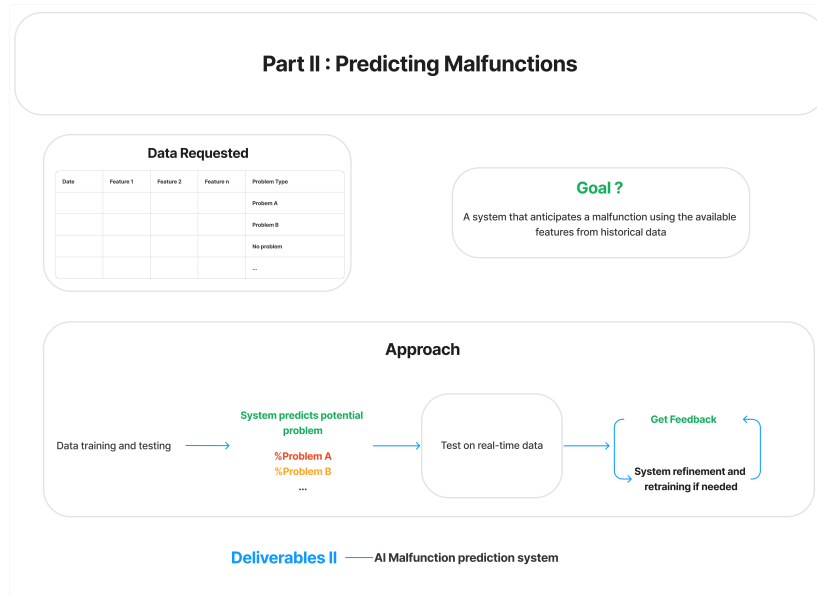 Part II : Predicting Malfunctions
Data Requested
Date Feature 1 Feature 2 Feature n Problem Type
Probem A
Problem B
No problem
...
Goal ?
A system that anticipates a malfunction using the available
features from historical data
Approach
Data training and testing
System predicts potential
problem
%Problem A
%Problem B
...
Test on real-time data
Get Feedback
System refinement and
retraining if needed
Deliverables II AI Malfunction prediction system